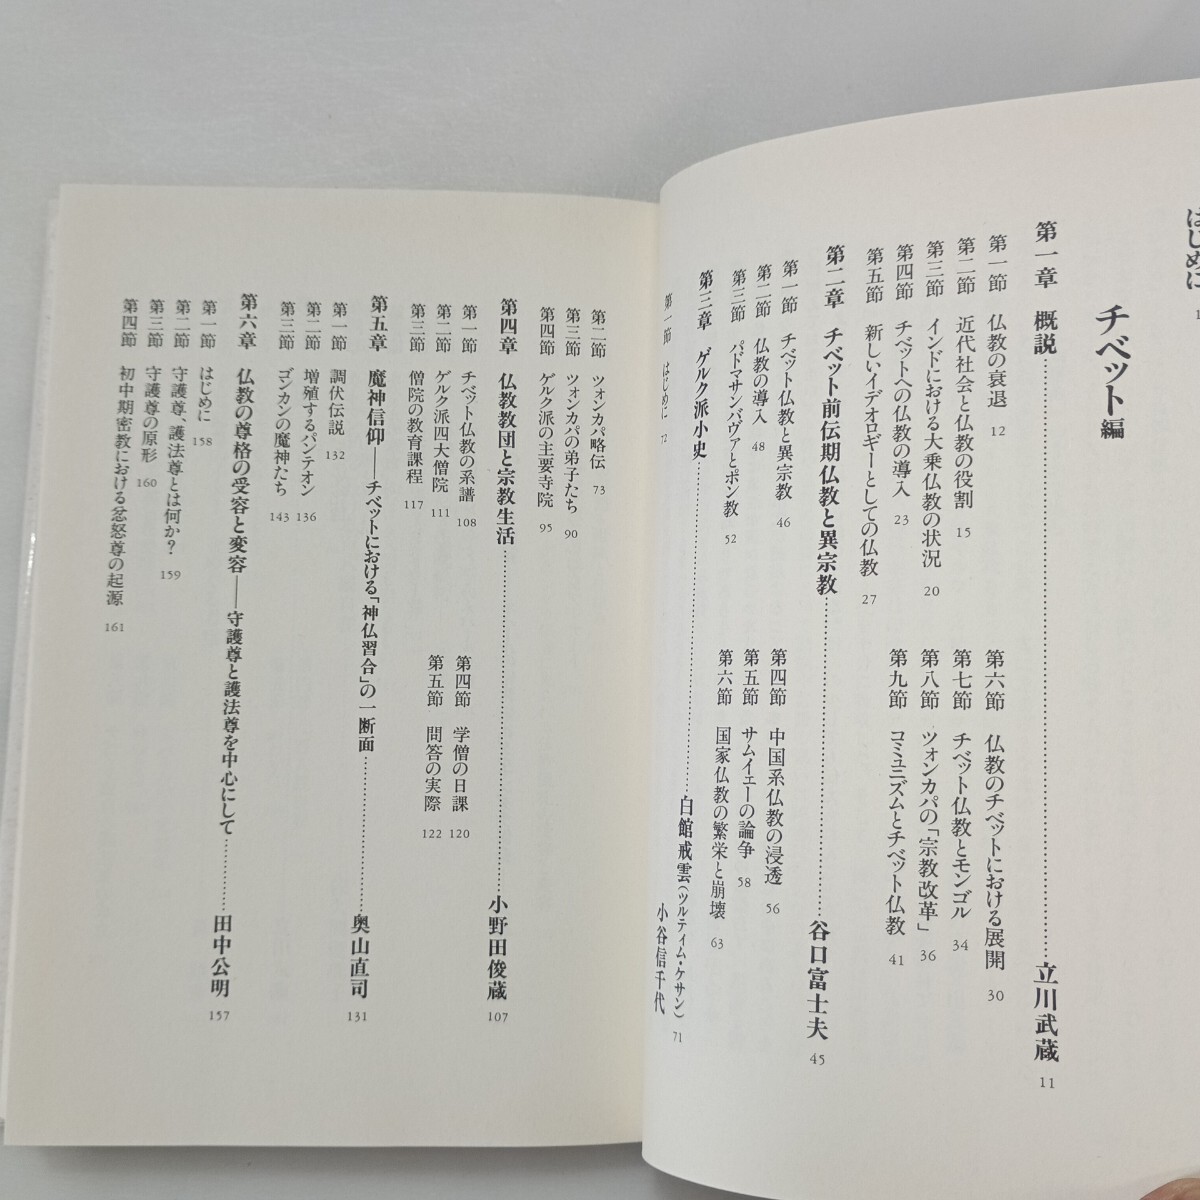 はじめに 1
チベット編
第一章 概説……立川武蔵 11
第一節 仏教の衰退 12
第二節 近代社会と仏教の役割 15
第三節 インドにおける大乗仏教の状況 20
第四節 チベットへの仏教の導入 23
第五節 新しいイデオロギーとしての仏教 27
第六節 仏教のチベットにおける展開 30
第七節 チベット仏教とモンゴル 34
第八節 ツォンカパの「宗教改革」 36
第九節 コミュニズムとチベット仏教 41
第二章 チベット前伝期仏教と異宗教……谷口富士夫 45
第一節 チベット仏教と異宗教 46
第二節 仏教の導入 48
第三節 パドマサンバヴァとポン教 52
第四節 中国系仏教の浸透 56
第五節 サムイェーの論争 58
第六節 国家仏教の繁栄と崩壊 63
第三章 ゲルク派小史……白館戒雲(ツルティム・ケサン) 71
小谷信千代
第一節 はじめに 72
第二節 ツォンカパ略伝 73
第三節 ツォンカパの弟子たち 90
第四節 ゲルク派の主要寺院 95
第四章 仏教教団と宗教生活……小野田俊蔵 107
第一節 チベット仏教の系譜 108
第二節 ゲルク派四大僧院 111
第三節 僧院の教育課程 117
第四節 学僧の日課 120
第五節 問答の実際 122
第五章 魔神信仰──チベットにおける「神仏習合」の一断面……奥山直司 131
第一節 調伏伝説 132
第二節 増殖するパンテオン 136
第三節 ゴンカンの魔神たち 143
第六章 仏教の尊格の受容と変容──守護尊と護法尊を中心にして……田中公明 157
第一節 はじめに 158
第二節 守護尊、護法尊とは何か? 159
第三節 守護尊の原形 160
第四節 初中期密教における忿怒尊の起源 161